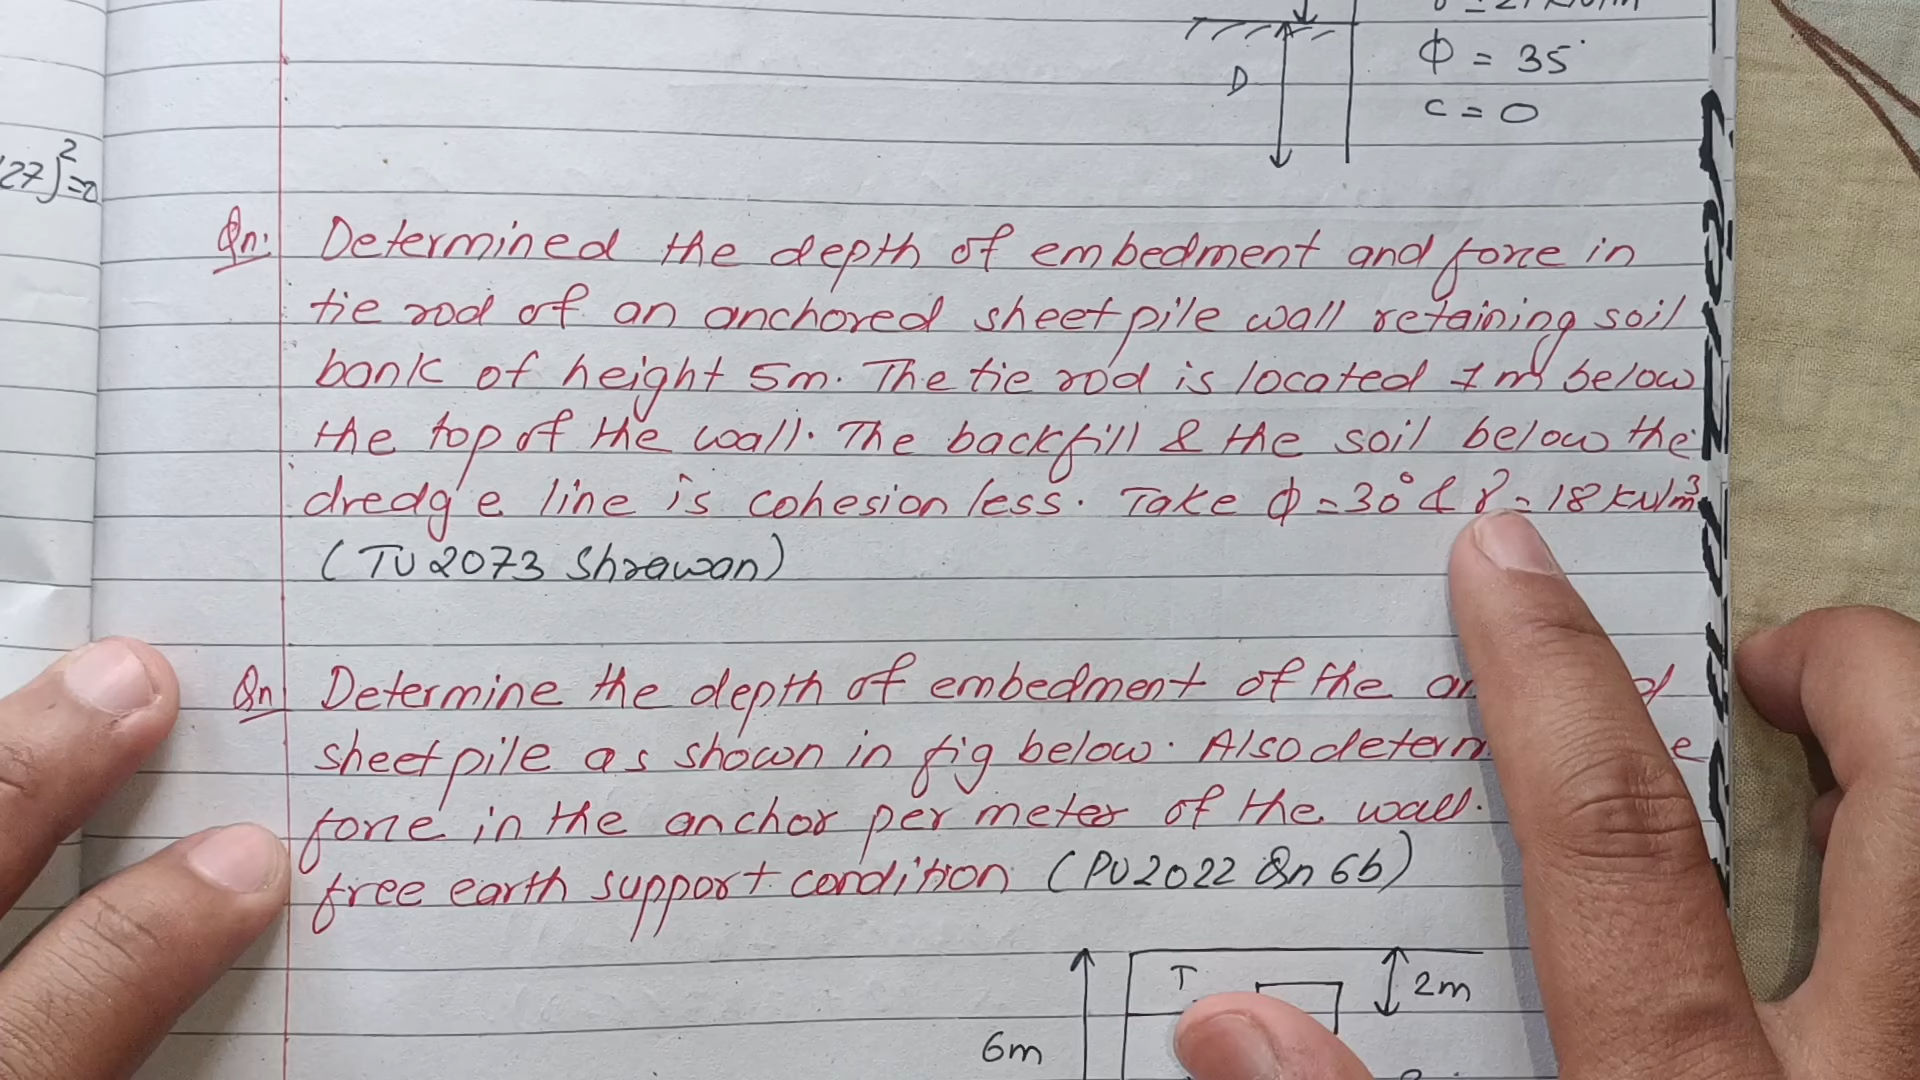 ϕ = 35°
D
c = 0
27)²=0
Qn: Determined the depth of embedment and force in
tie rod of an anchored sheet pile wall retaining soil
bank of height 5m. The tie rod is located 1m below
the top of the wall. The backfill & the soil below the
dredge line is cohesion less. Take ϕ = 30° & γ = 18 kN/m³
(TU 2073 Shrawan)
Qn Determine the depth of embedment of the
sheet pile as shown in fig below. Also
force in the anchor per meter of the wall.
free earth support condition (PU 2022 Qn 6b)
T
2m
6m